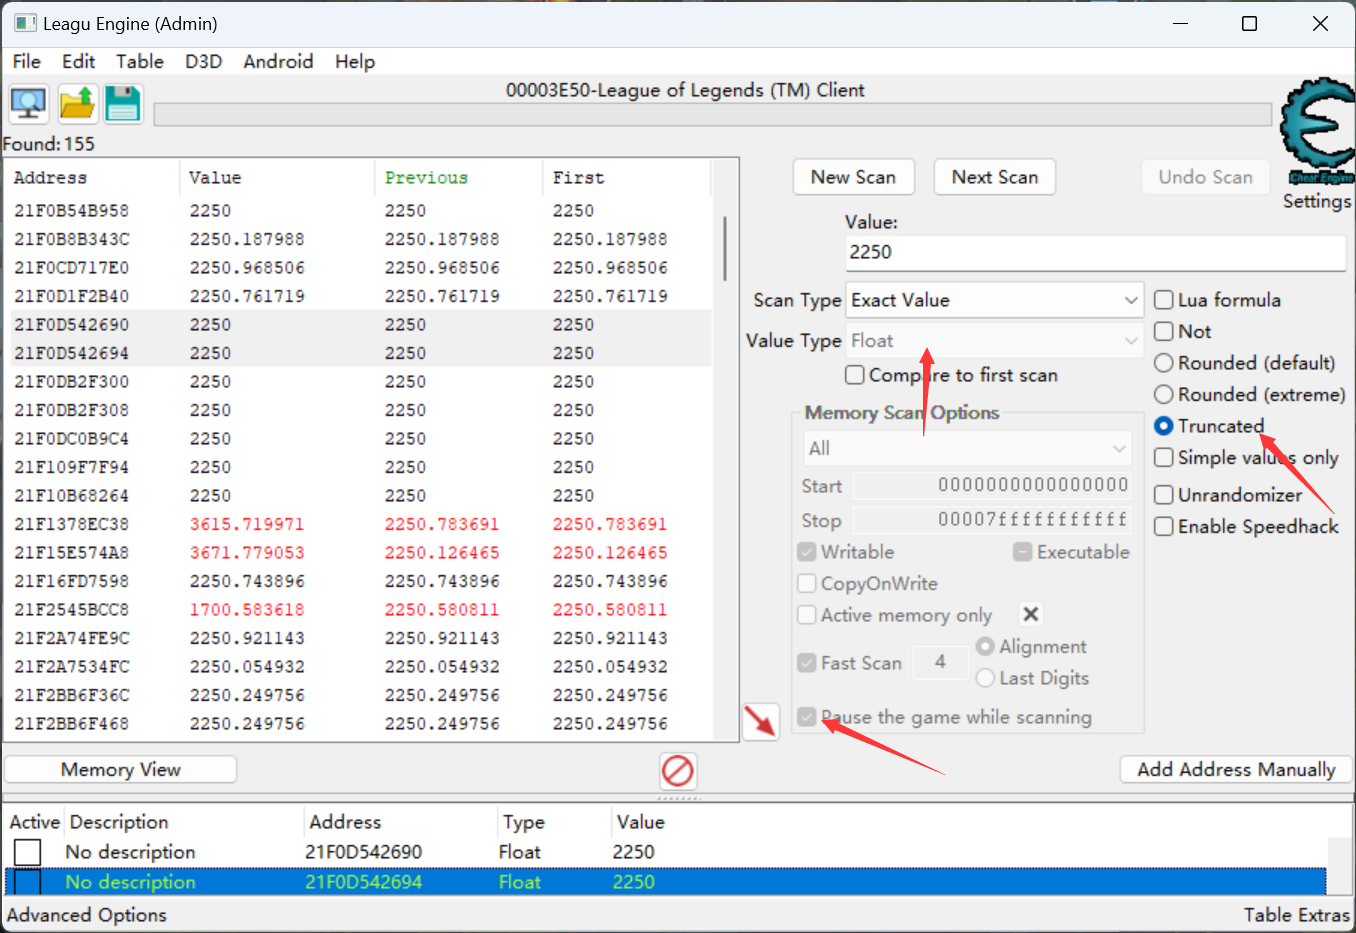 Leagu Engine (Admin)
File Edit Table D3D Android Help
00003E50-League of Legends (TM) Client
Found: 155
Cheat Engine
Settings
Address Value Previous First
21F0B54B958 2250 2250 2250
21F0B8B343C 2250.187988 2250.187988 2250.187988
21F0CD717E0 2250.968506 2250.968506 2250.968506
21F0D1F2B40 2250.761719 2250.761719 2250.761719
21F0D542690 2250 2250 2250
21F0D542694 2250 2250 2250
21F0DB2F300 2250 2250 2250
21F0DB2F308 2250 2250 2250
21F0DC0B9C4 2250 2250 2250
21F109F7F94 2250 2250 2250
21F10B68264 2250 2250 2250
21F1378EC38 3615.719971 2250.783691 2250.783691
21F15E574A8 3671.779053 2250.126465 2250.126465
21F16FD7598 2250.743896 2250.743896 2250.743896
21F2545BCC8 1700.583618 2250.580811 2250.580811
21F2A74FE9C 2250.921143 2250.921143 2250.921143
21F2A7534FC 2250.054932 2250.054932 2250.054932
21F2BB6F36C 2250.249756 2250.249756 2250.249756
21F2BB6F468 2250.249756 2250.249756 2250.249756
New Scan Next Scan Undo Scan
Value:
2250
Scan Type Exact Value
Value Type Float
Compare to first scan
Lua formula
Not
Rounded (default)
Rounded (extreme)
Truncated
Simple values only
Unrandomizer
Enable Speedhack
Memory Scan Options
All
Start 0000000000000000
Stop 00007fffffffffff
Writable Executable
CopyOnWrite
Active memory only
Fast Scan 4 Alignment
Last Digits
Pause the game while scanning
Memory View Add Address Manually
Active Description Address Type Value
No description 21F0D542690 Float 2250
No description 21F0D542694 Float 2250
Advanced Options Table Extras